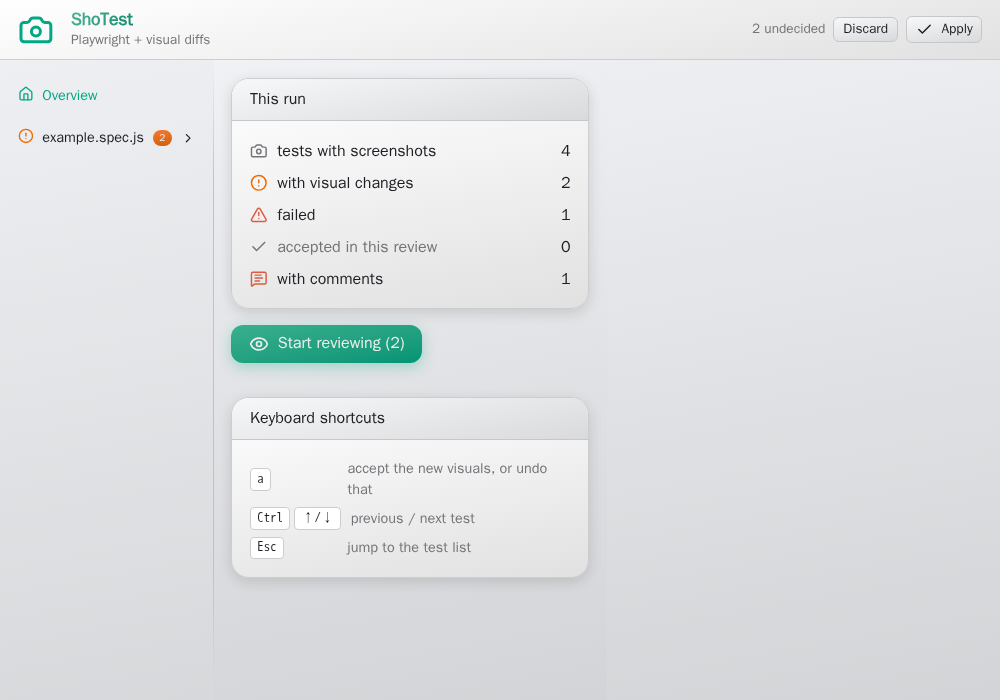 ShoTest
Playwright + visual diffs
2 undecided
Discard
Apply
Overview
example.spec.js 2
This run
tests with screenshots 4
with visual changes 2
failed 1
accepted in this review 0
with comments 1
Start reviewing (2)
Keyboard shortcuts
a accept the new visuals, or undo
that
Ctrl ↑ / ↓ previous / next test
Esc jump to the test list